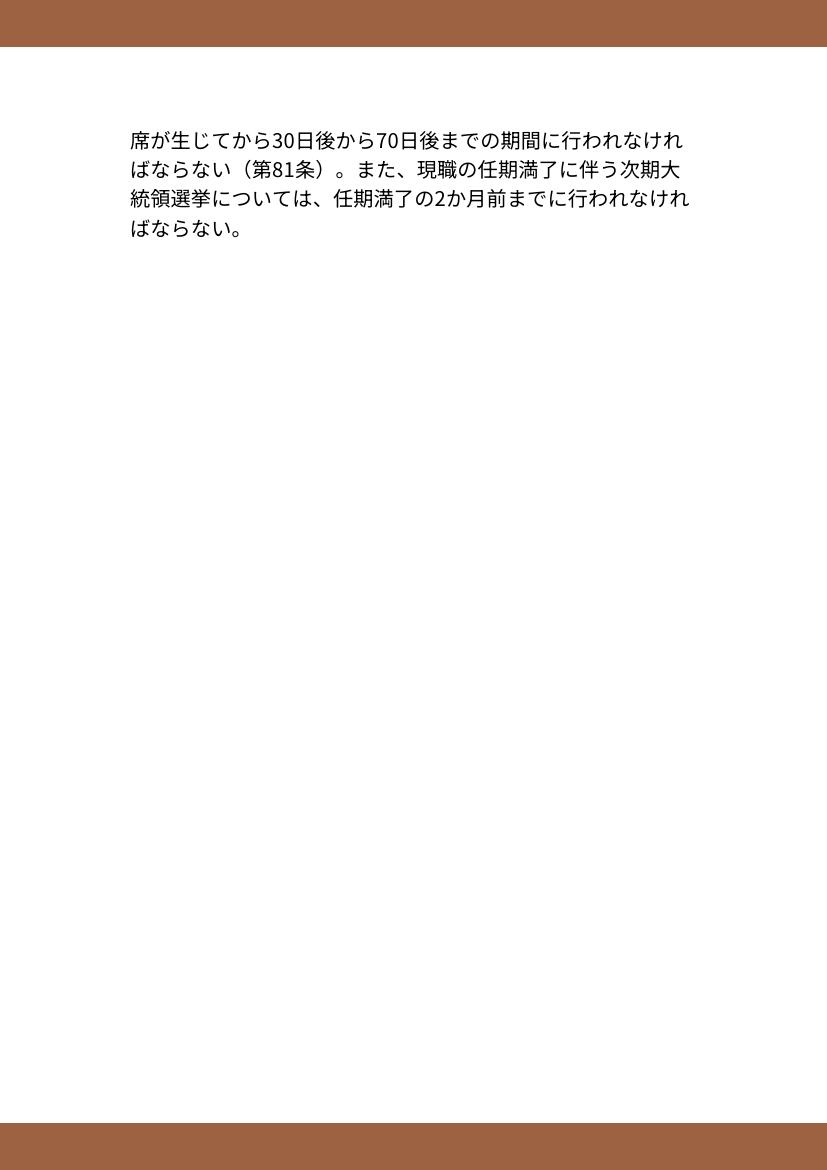 席が生じてから30日後から70日後までの期間に行われなけれ
ばならない（第81条）。また、現職の任期満了に伴う次期大
統領選挙については、任期満了の2か月前までに行われなけれ
ばならない。